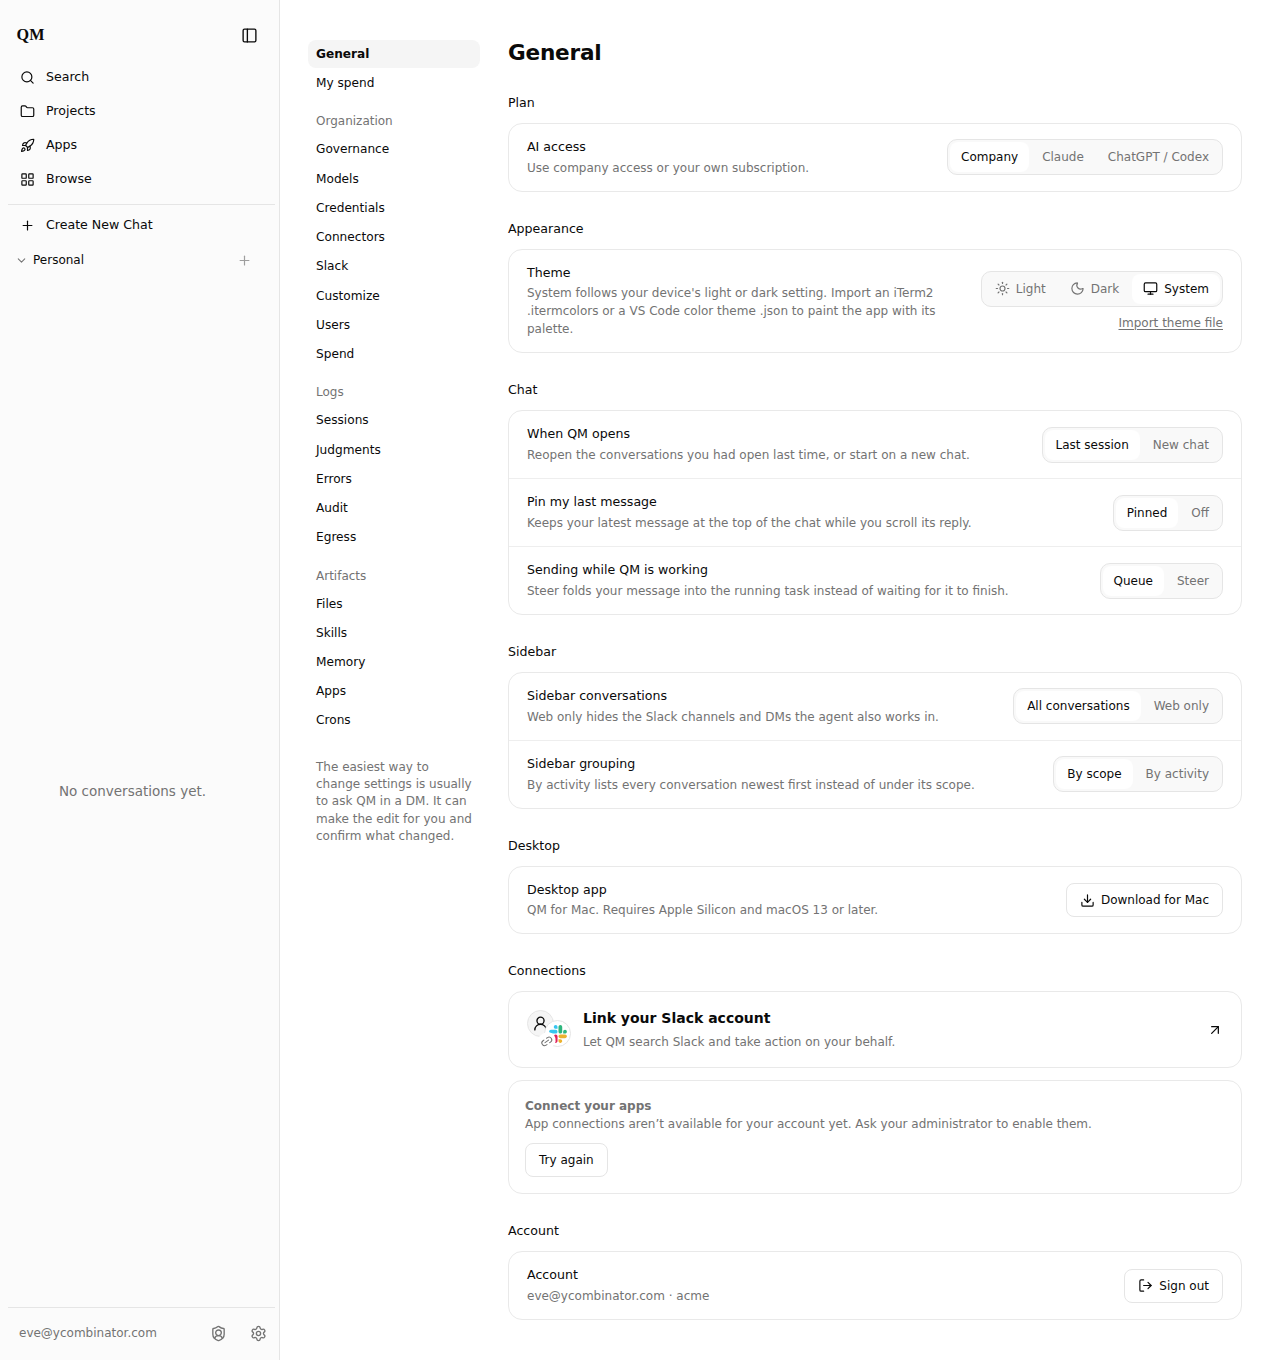 QM
Search
Projects
Apps
Browse
Create New Chat
Personal
No conversations yet.
eve@ycombinator.com
General
My spend
Organization
Governance
Models
Credentials
Connectors
Slack
Customize
Users
Spend
Logs
Sessions
Judgments
Errors
Audit
Egress
Artifacts
Files
Skills
Memory
Apps
Crons
The easiest way to
change settings is usually
to ask QM in a DM. It can
make the edit for you and
confirm what changed.
General
Plan
AI access
Use company access or your own subscription.
Company Claude ChatGPT / Codex
Appearance
Theme
System follows your device's light or dark setting. Import an iTerm2
.itermcolors or a VS Code color theme .json to paint the app with its
palette.
Light Dark System
Import theme file
Chat
When QM opens
Reopen the conversations you had open last time, or start on a new chat.
Last session New chat
Pin my last message
Keeps your latest message at the top of the chat while you scroll its reply.
Pinned Off
Sending while QM is working
Steer folds your message into the running task instead of waiting for it to finish.
Queue Steer
Sidebar
Sidebar conversations
Web only hides the Slack channels and DMs the agent also works in.
All conversations Web only
Sidebar grouping
By activity lists every conversation newest first instead of under its scope.
By scope By activity
Desktop
Desktop app
QM for Mac. Requires Apple Silicon and macOS 13 or later.
Download for Mac
Connections
Link your Slack account
Let QM search Slack and take action on your behalf.
Connect your apps
App connections aren’t available for your account yet. Ask your administrator to enable them.
Try again
Account
Account
eve@ycombinator.com · acme
Sign out